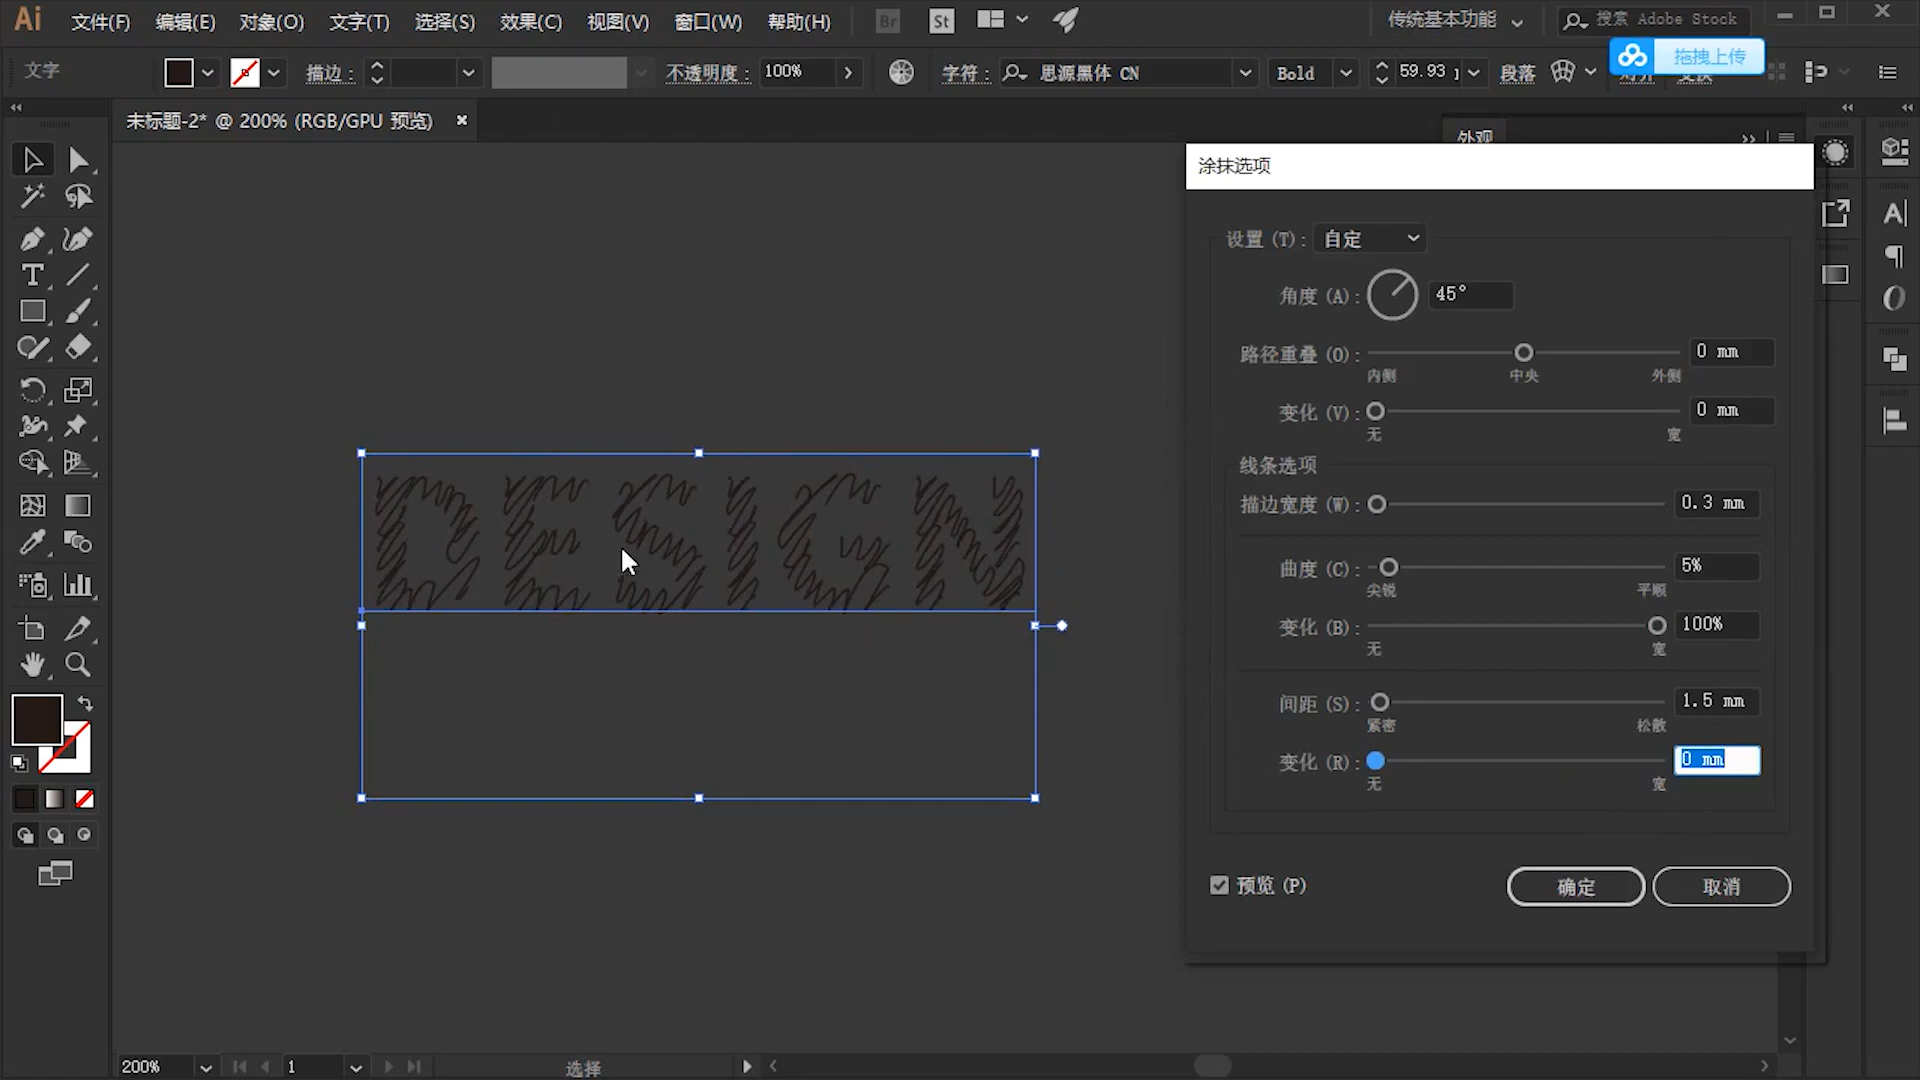 Ai 文件(F) 编辑(E) 对象(O) 文字(T) 选择(S) 效果(C) 视图(V) 窗口(W) 帮助(H) Br St 传统基本功能 搜索 Adobe Stock
文字 描边: 不透明度: 100% 字符: 思源黑体 CN Bold 59.93 段落 拖拽上传
未标题-2* @ 200% (RGB/GPU 预览) ×
外观
涂抹选项
设置 (T): 自定
角度 (A): 45°
路径重叠 (O): 0 mm
内侧 中央 外侧
变化 (V): 0 mm
无 宽
线条选项
描边宽度 (W): 0.3 mm
曲度 (C): 5%
尖锐 平顺
变化 (B): 100%
无 宽
间距 (S): 1.5 mm
紧密 松散
变化 (R): 0 mm
无 宽
预览 (P) 确定 取消
DESIGN
200% 1 选择